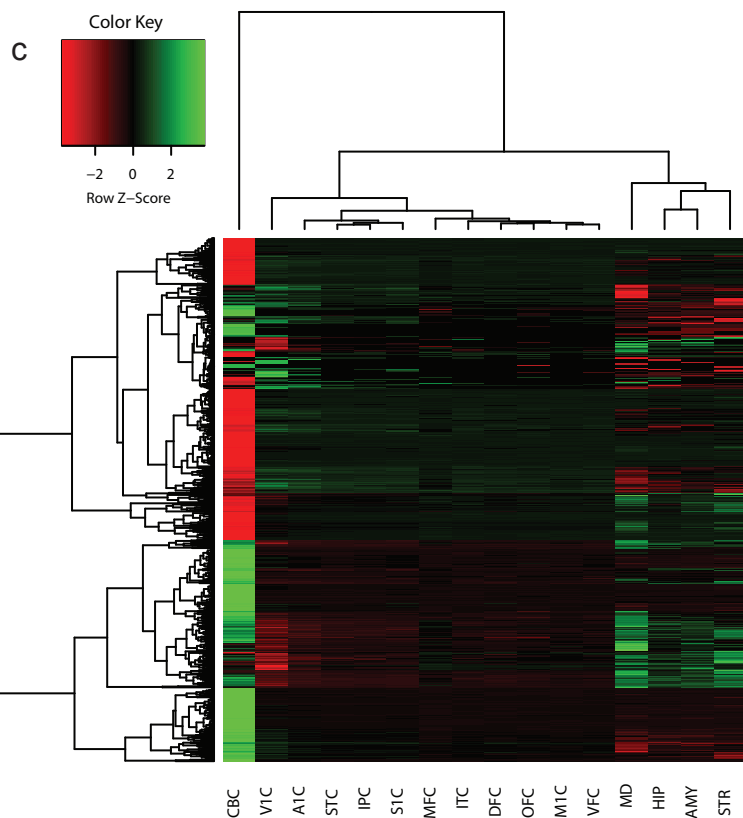 C
Color Key
−2 0 2
Row Z−Score
CBC V1C A1C STC IPC S1C MFC ITC DFC OFC M1C VFC MD HIP AMY STR